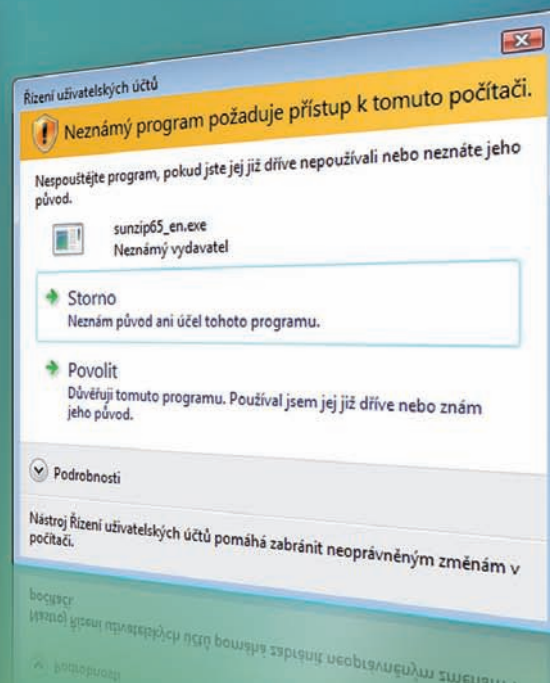 Řízení uživatelských účtů
Neznámý program požaduje přístup k tomuto počítači.
Nespouštějte program, pokud jste jej již dříve nepoužívali nebo neznáte jeho
původ.
sunzip65_en.exe
Neznámý vydavatel
Storno
Neznám původ ani účel tohoto programu.
Povolit
Důvěřuji tomuto programu. Používal jsem jej již dříve nebo znám
jeho původ.
Podrobnosti
Nástroj Řízení uživatelských účtů pomáhá zabránit neoprávněným změnám v
počítači.